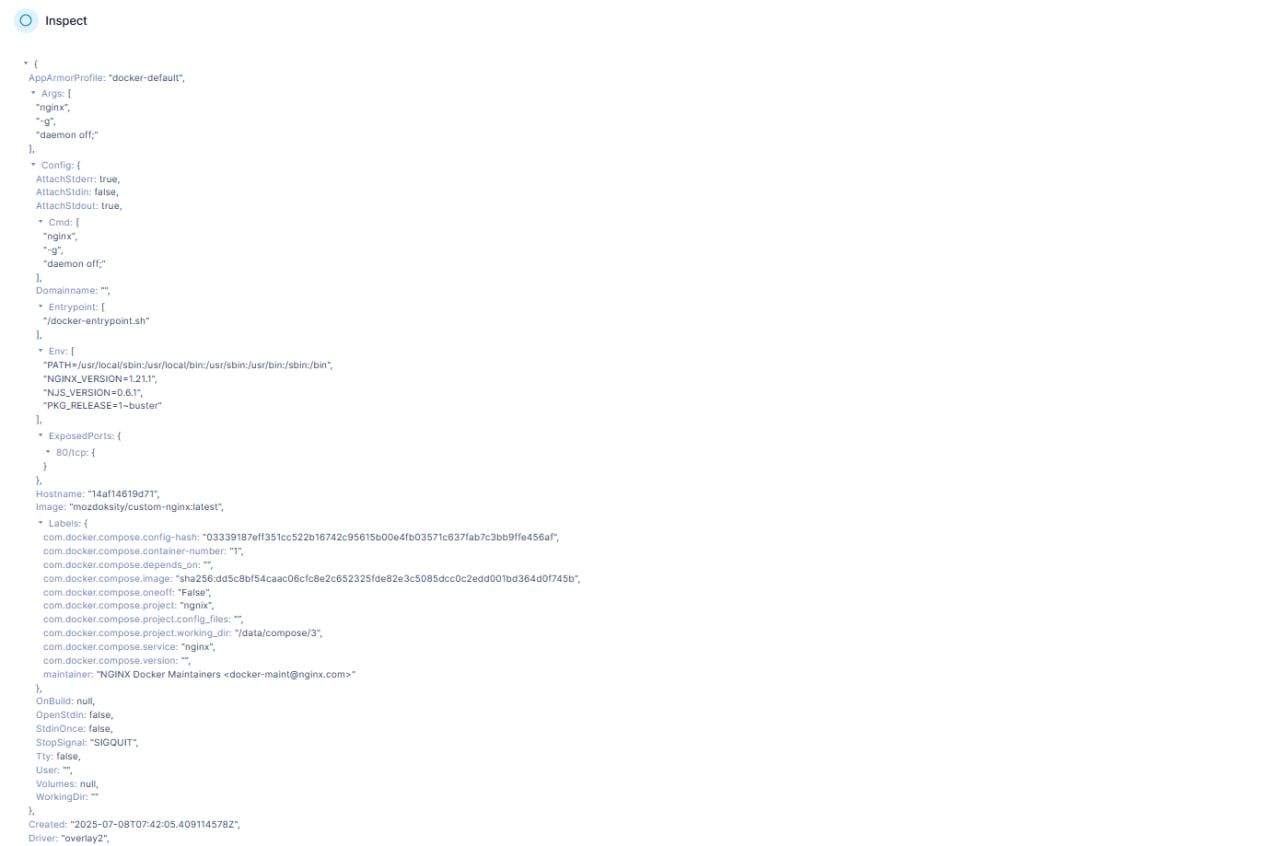 Inspect
{
AppArmorProfile: "docker-default",
Args: [
"nginx",
"-g",
"daemon off;"
],
Config: {
AttachStderr: true,
AttachStdin: false,
AttachStdout: true,
Cmd: [
"nginx",
"-g",
"daemon off;"
],
Domainname: "",
Entrypoint: [
"/docker-entrypoint.sh"
],
Env: [
"PATH=/usr/local/sbin:/usr/local/bin:/usr/sbin:/usr/bin:/sbin:/bin",
"NGINX_VERSION=1.21.1",
"NJS_VERSION=0.6.1",
"PKG_RELEASE=1~buster"
],
ExposedPorts: {
80/tcp: {
}
},
Hostname: "14af14619d71",
Image: "mozdoksity/custom-nginx:latest",
Labels: {
com.docker.compose.config-hash: "03339187eff351cc522b16742c95615b00e4fb03571c637fab7c3bb9ffe456af",
com.docker.compose.container-number: "1",
com.docker.compose.depends_on: "",
com.docker.compose.image: "sha256:dd5c8bf54caac06cfc8e2c652325fde82e3c5085dcc0c2edd001bd364d0f745b",
com.docker.compose.oneoff: "False",
com.docker.compose.project: "ngnix",
com.docker.compose.project.config_files: "",
com.docker.compose.project.working_dir: "/data/compose/3",
com.docker.compose.service: "nginx",
com.docker.compose.version: "",
maintainer: "NGINX Docker Maintainers <docker-maint@nginx.com>"
},
OnBuild: null,
OpenStdin: false,
StdinOnce: false,
StopSignal: "SIGQUIT",
Tty: false,
User: "",
Volumes: null,
WorkingDir: ""
},
Created: "2025-07-08T07:42:05.409114578Z",
Driver: "overlay2",